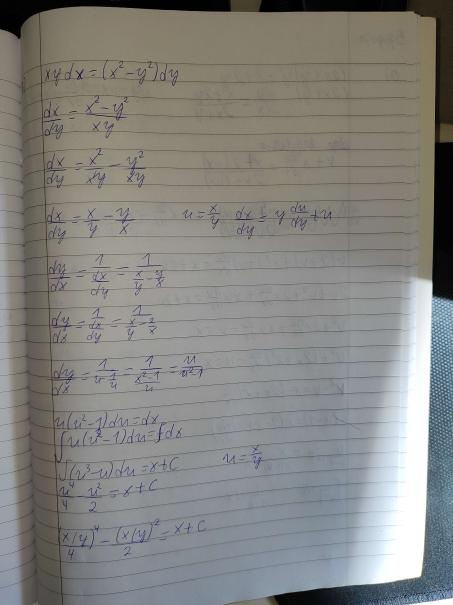 xy dx = (x² - y²) dy
dx/dy = (x² - y²)/(xy)
dx/dy = x²/(xy) - y²/(xy)
dx/dy = x/y - y/x    u = x/y    dx/dy = y du/dy + u
dy/dx = 1/(dx/dy) = 1/(x/y - y/x)
dy/dx = 1/(dx/dy) = 1/(x/y - y/x)
dy/dx = 1/(u - 1/u) = 1/((u² - 1)/u) = u/(u² - 1)
u(u² - 1) du = dx
∫u(u² - 1) du = ∫dx
∫(u³ - u) du = x + C    u = x/y
u⁴/4 - u²/2 = x + C
(x/y)⁴/4 - (x/y)²/2 = x + C